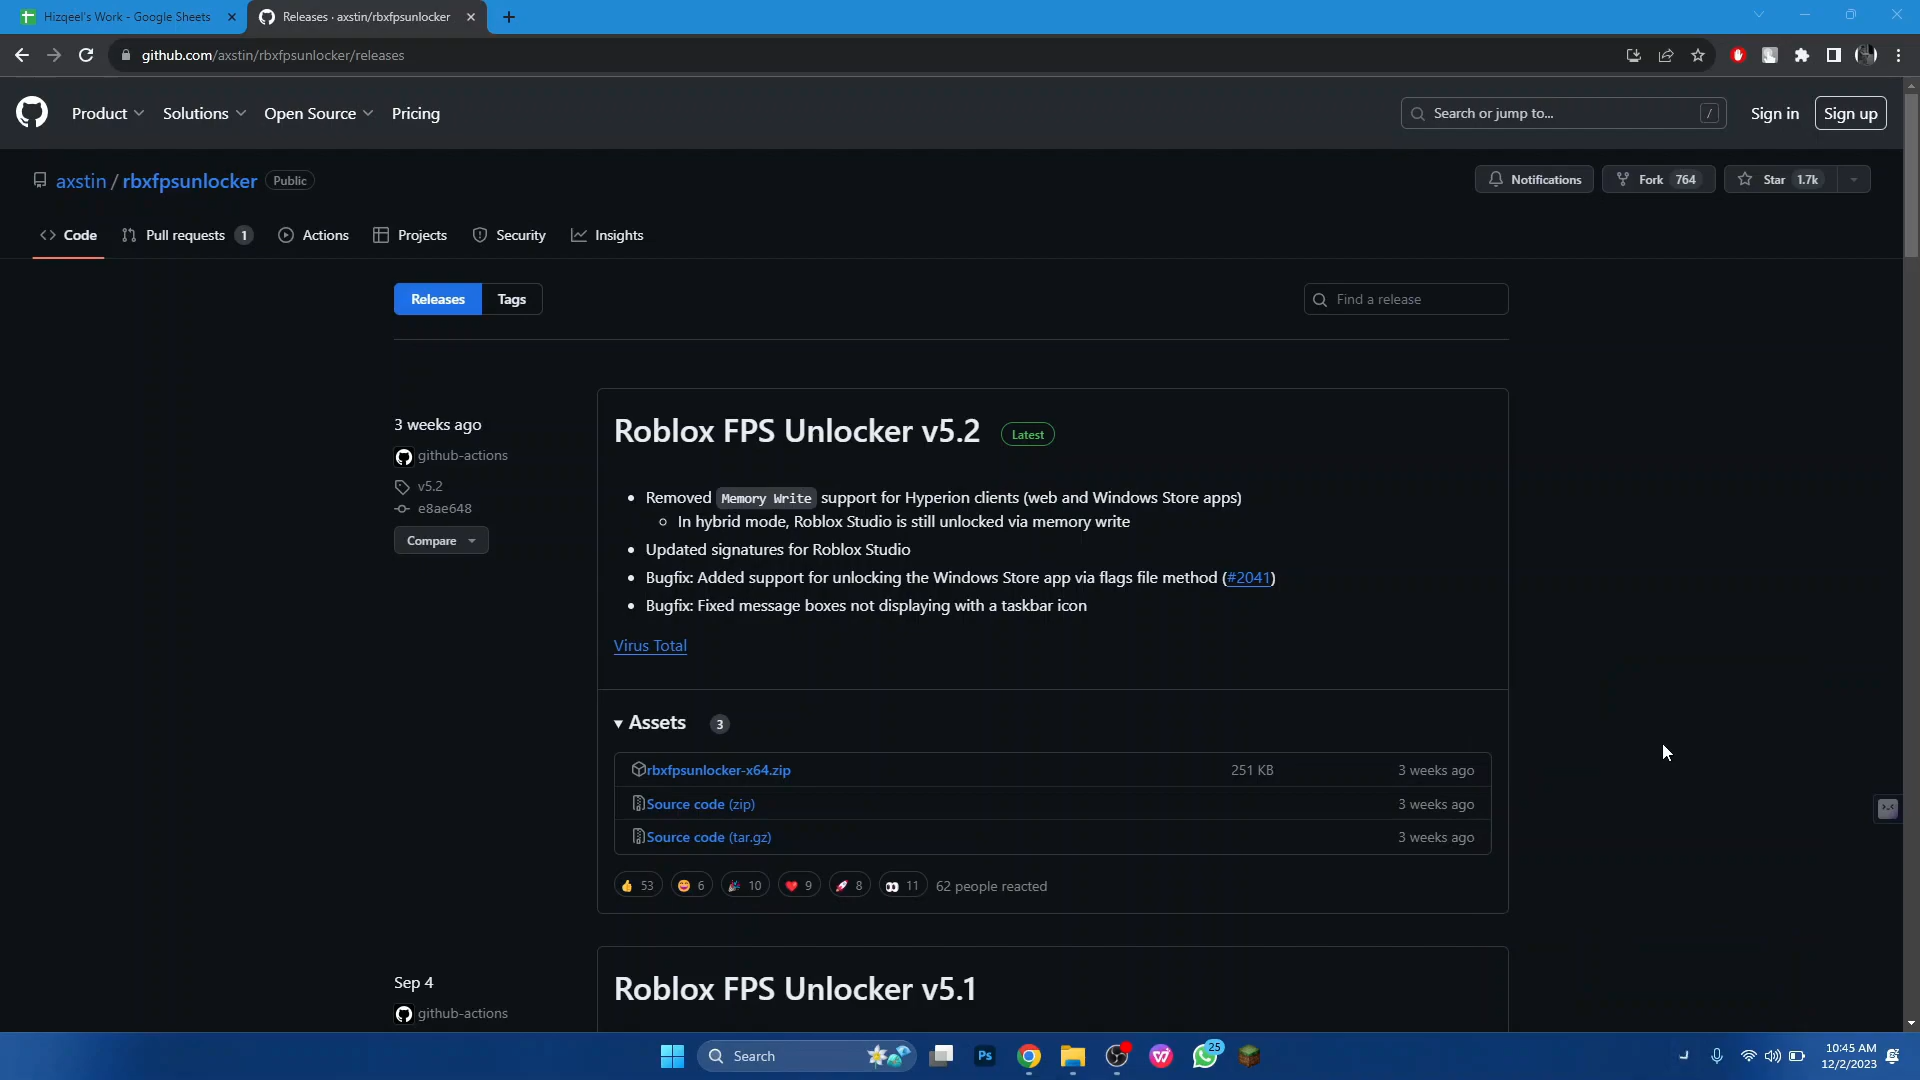 Hizqeel's Work - Google Sheets
Releases · axstin/rbxfpsunlocker
github.com/axstin/rbxfpsunlocker/releases
Product
Solutions
Open Source
Pricing
Search or jump to...
/
Sign in
Sign up
axstin / rbxfpsunlocker Public
Notifications
Fork 764
Star 1.7k
Code
Pull requests 1
Actions
Projects
Security
Insights
Releases
Tags
Find a release
3 weeks ago
github-actions
v5.2
e8ae648
Compare
Roblox FPS Unlocker v5.2 Latest
Removed Memory Write support for Hyperion clients (web and Windows Store apps)
In hybrid mode, Roblox Studio is still unlocked via memory write
Updated signatures for Roblox Studio
Bugfix: Added support for unlocking the Windows Store app via flags file method (#2041)
Bugfix: Fixed message boxes not displaying with a taskbar icon
Virus Total
Assets 3
rbxfpsunlocker-x64.zip 251 KB 3 weeks ago
Source code (zip) 3 weeks ago
Source code (tar.gz) 3 weeks ago
53 6 10 9 8 11 62 people reacted
Sep 4
github-actions
Roblox FPS Unlocker v5.1
Search
Ps
25
10:45 AM
12/2/2023